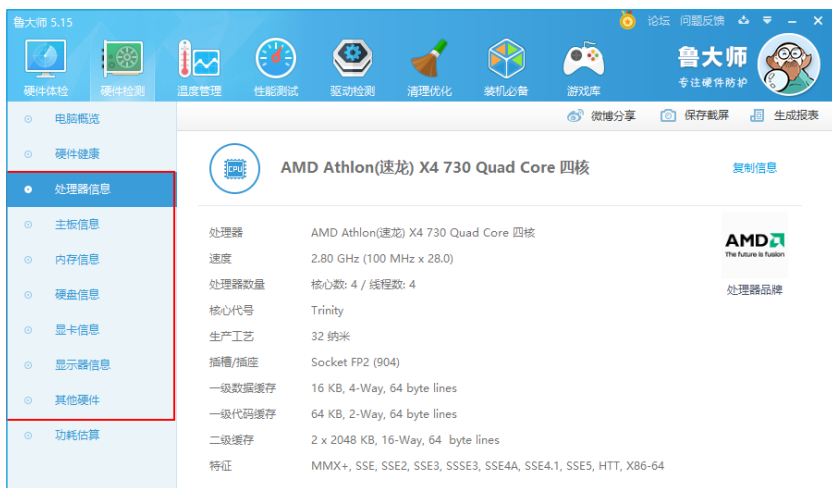 鲁大师 5.15
论坛 问题反馈
硬件体检 硬件检测 温度管理 性能测试 驱动检测 清理优化 装机必备 游戏库
鲁大师
专注硬件防护
微博分享 保存截屏 生成报表
电脑概览
硬件健康
处理器信息
主板信息
内存信息
硬盘信息
显卡信息
显示器信息
其他硬件
功耗估算
CPU
AMD Athlon(速龙) X4 730 Quad Core 四核
复制信息
处理器 AMD Athlon(速龙) X4 730 Quad Core 四核
速度 2.80 GHz (100 MHz x 28.0)
处理器数量 核心数: 4 / 线程数: 4
核心代号 Trinity
生产工艺 32 纳米
插槽/插座 Socket FP2 (904)
一级数据缓存 16 KB, 4-Way, 64 byte lines
一级代码缓存 64 KB, 2-Way, 64 byte lines
二级缓存 2 x 2048 KB, 16-Way, 64 byte lines
特征 MMX+, SSE, SSE2, SSE3, SSSE3, SSE4A, SSE4.1, SSE5, HTT, X86-64
AMD
The future is fusion
处理器品牌